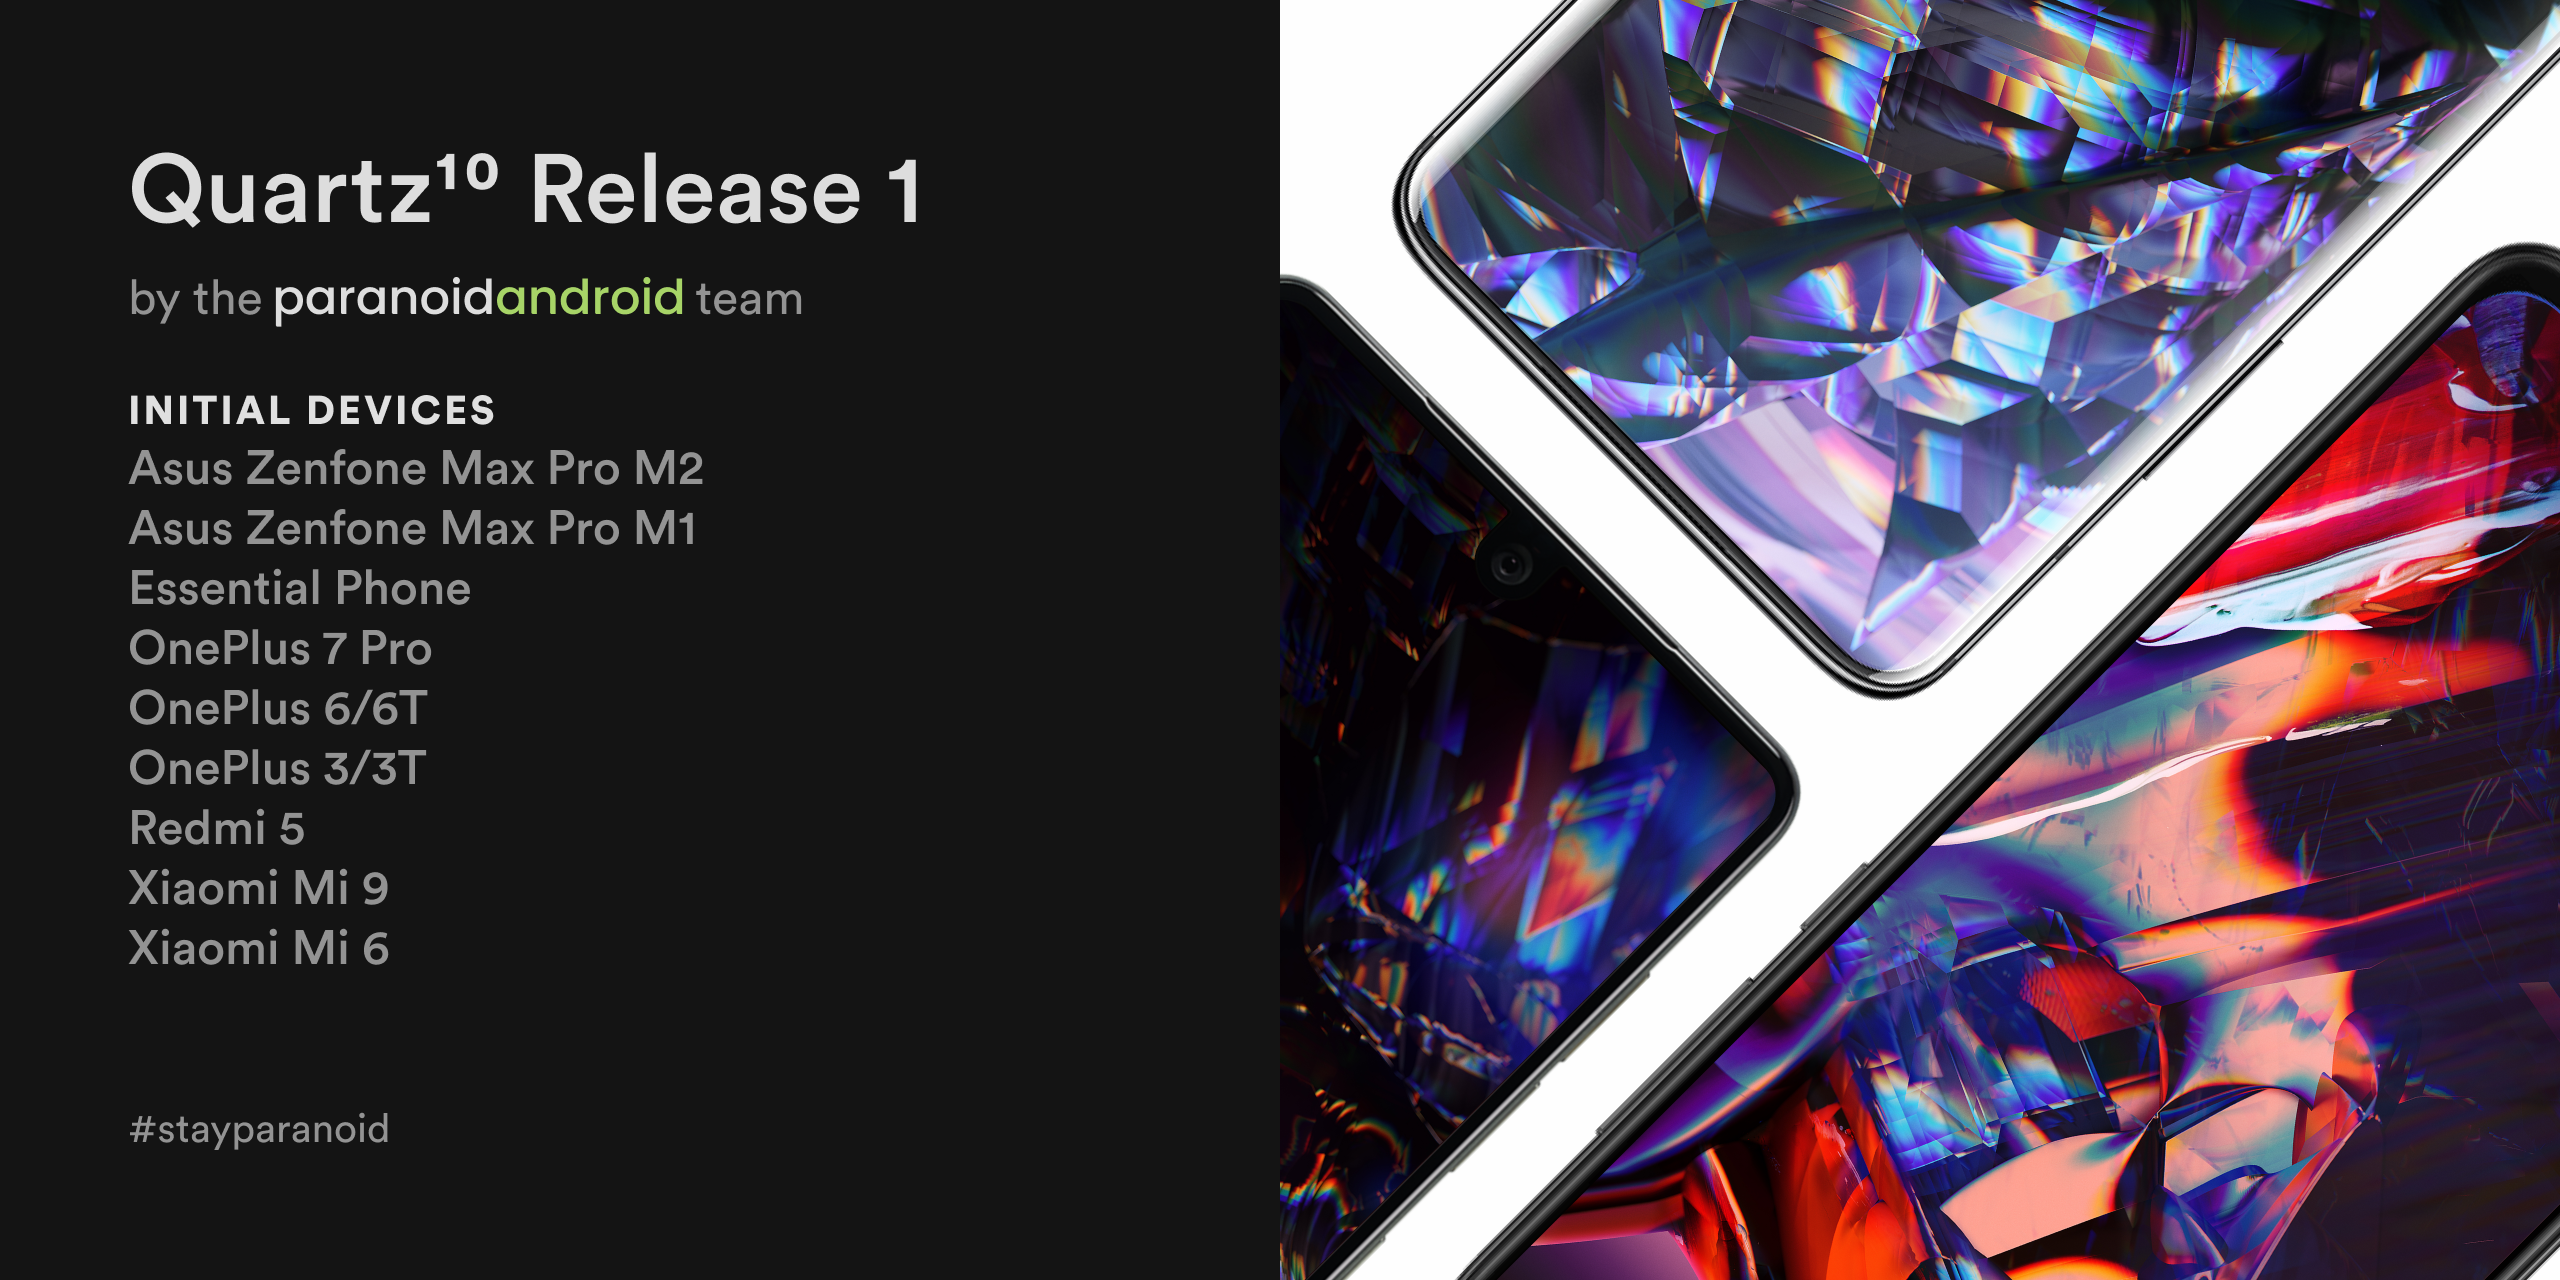 Quartz¹⁰ Release 1
by the paranoidandroid team
INITIAL DEVICES
Asus Zenfone Max Pro M2
Asus Zenfone Max Pro M1
Essential Phone
OnePlus 7 Pro
OnePlus 6/6T
OnePlus 3/3T
Redmi 5
Xiaomi Mi 9
Xiaomi Mi 6
#stayparanoid